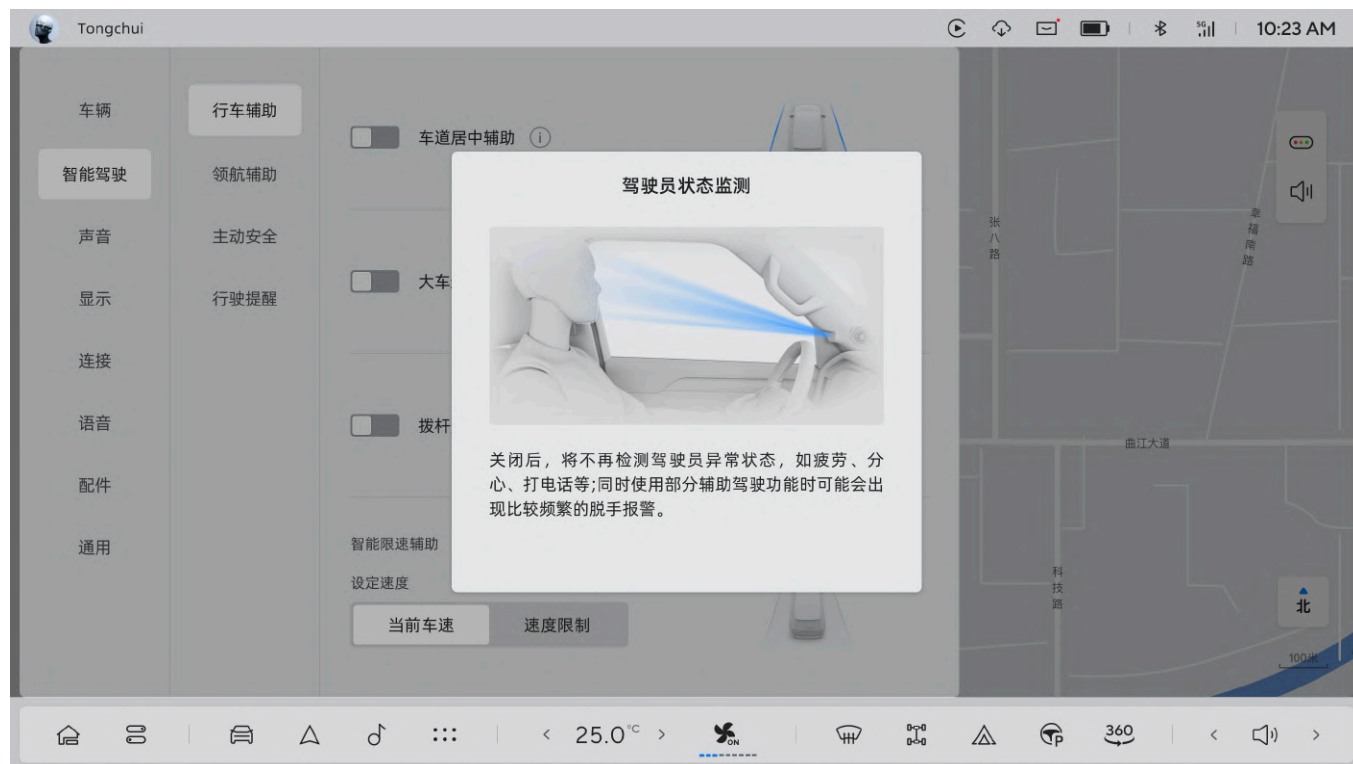 Tongchui
5G
10:23 AM
车辆
智能驾驶
声音
显示
连接
语音
配件
通用
行车辅助
领航辅助
主动安全
行驶提醒
车道居中辅助
大车
拨杆
智能限速辅助
设定速度
当前车速
速度限制
驾驶员状态监测
关闭后，将不再检测驾驶员异常状态，如疲劳、分
心、打电话等;同时使用部分辅助驾驶功能时可能会出
现比较频繁的脱手报警。
张八路
幸福南路
曲江大道
科技路
北
100米
25.0°C
ON
P
360